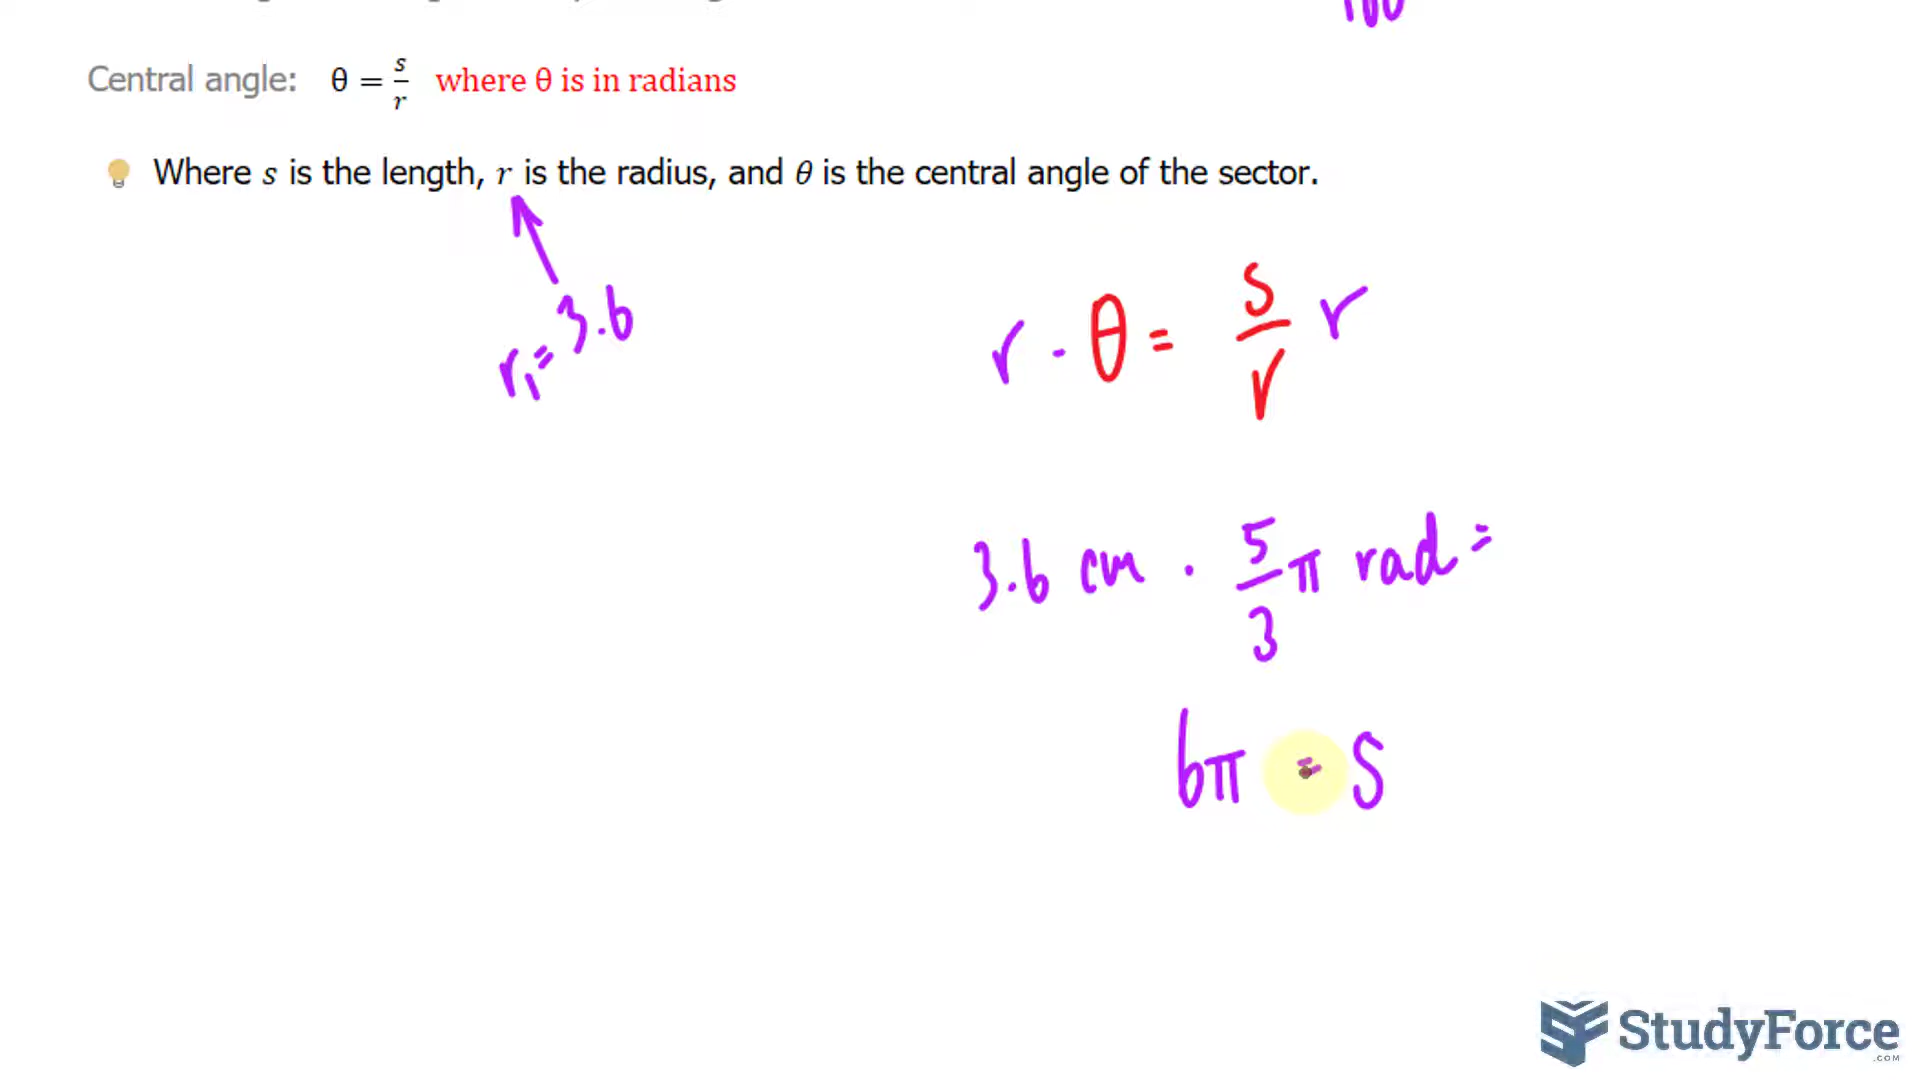 Central angle: θ = s/r where θ is in radians
Where s is the length, r is the radius, and θ is the central angle of the sector.
r₁ = 3.6
r · θ = s/r r
3.6 cm · 5/3 π rad =
6π = s
StudyForce
.COM